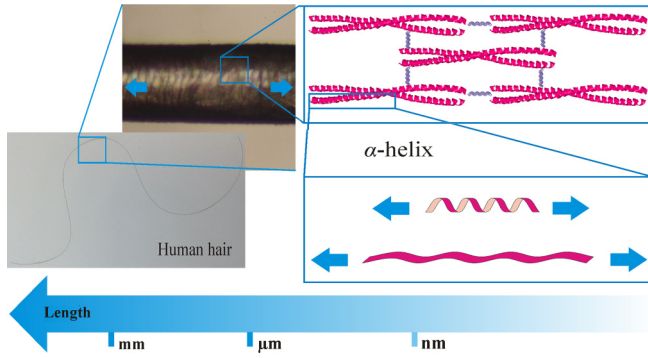 α-helix
Human hair
Length
mm
μm
nm